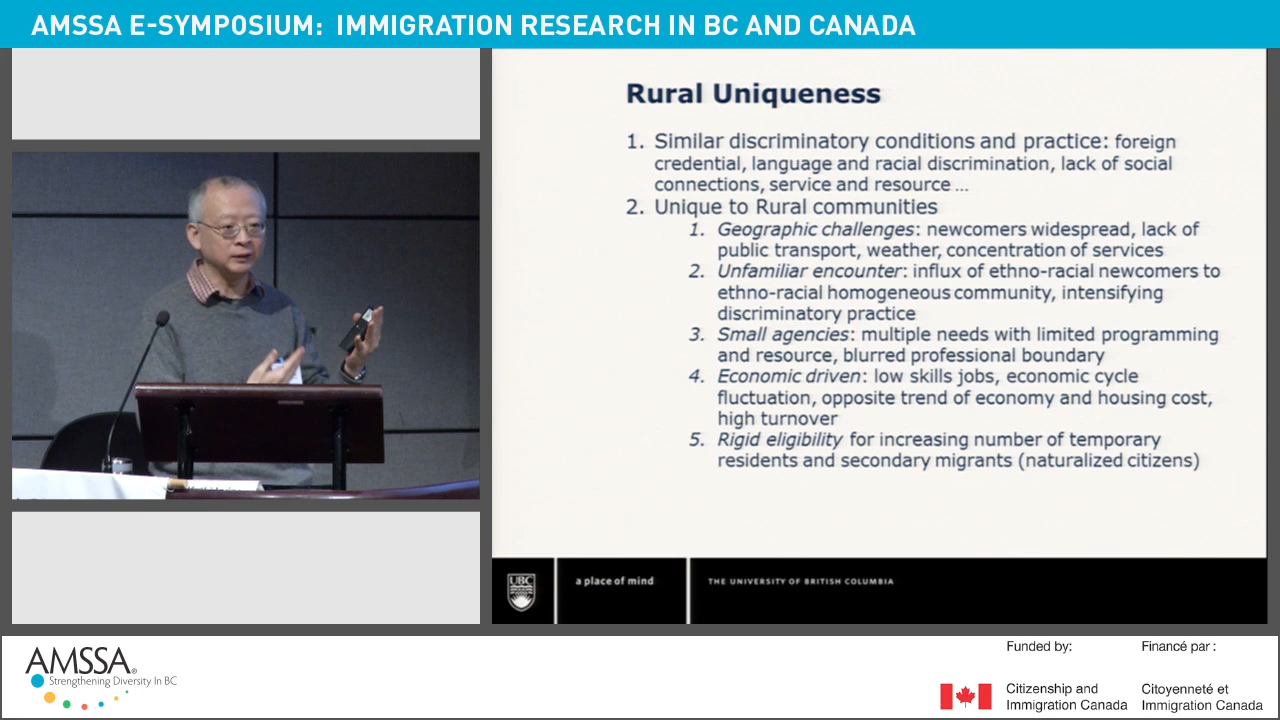 AMSSA E-SYMPOSIUM: IMMIGRATION RESEARCH IN BC AND CANADA
Rural Uniqueness
1. Similar discriminatory conditions and practice: foreign
credential, language and racial discrimination, lack of social
connections, service and resource ...
2. Unique to Rural communities
1. Geographic challenges: newcomers widespread, lack of
public transport, weather, concentration of services
2. Unfamiliar encounter: influx of ethno-racial newcomers to
ethno-racial homogeneous community, intensifying
discriminatory practice
3. Small agencies: multiple needs with limited programming
and resource, blurred professional boundary
4. Economic driven: low skills jobs, economic cycle
fluctuation, opposite trend of economy and housing cost,
high turnover
5. Rigid eligibility for increasing number of temporary
residents and secondary migrants (naturalized citizens)
UBC
a place of mind
THE UNIVERSITY OF BRITISH COLUMBIA
AMSSA®
Strengthening Diversity In BC
Funded by:
Citizenship and
Immigration Canada
Financé par :
Citoyenneté et
Immigration Canada